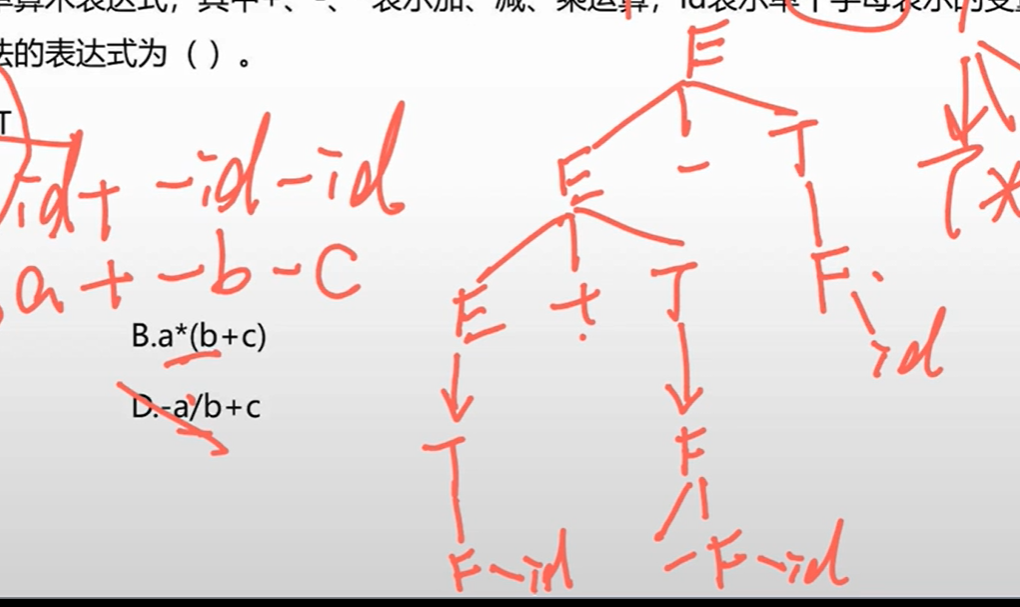 算术表达式，其中+、-、*表示加、减、乘运算，id表示单个字母表示的变量
法的表达式为（ ）。
T
id+ -id-id
a + -b - C
B.a*(b+c)
D.-a/b+c
E
E - T
E + T F
id
T F
F-id -F-id
T *